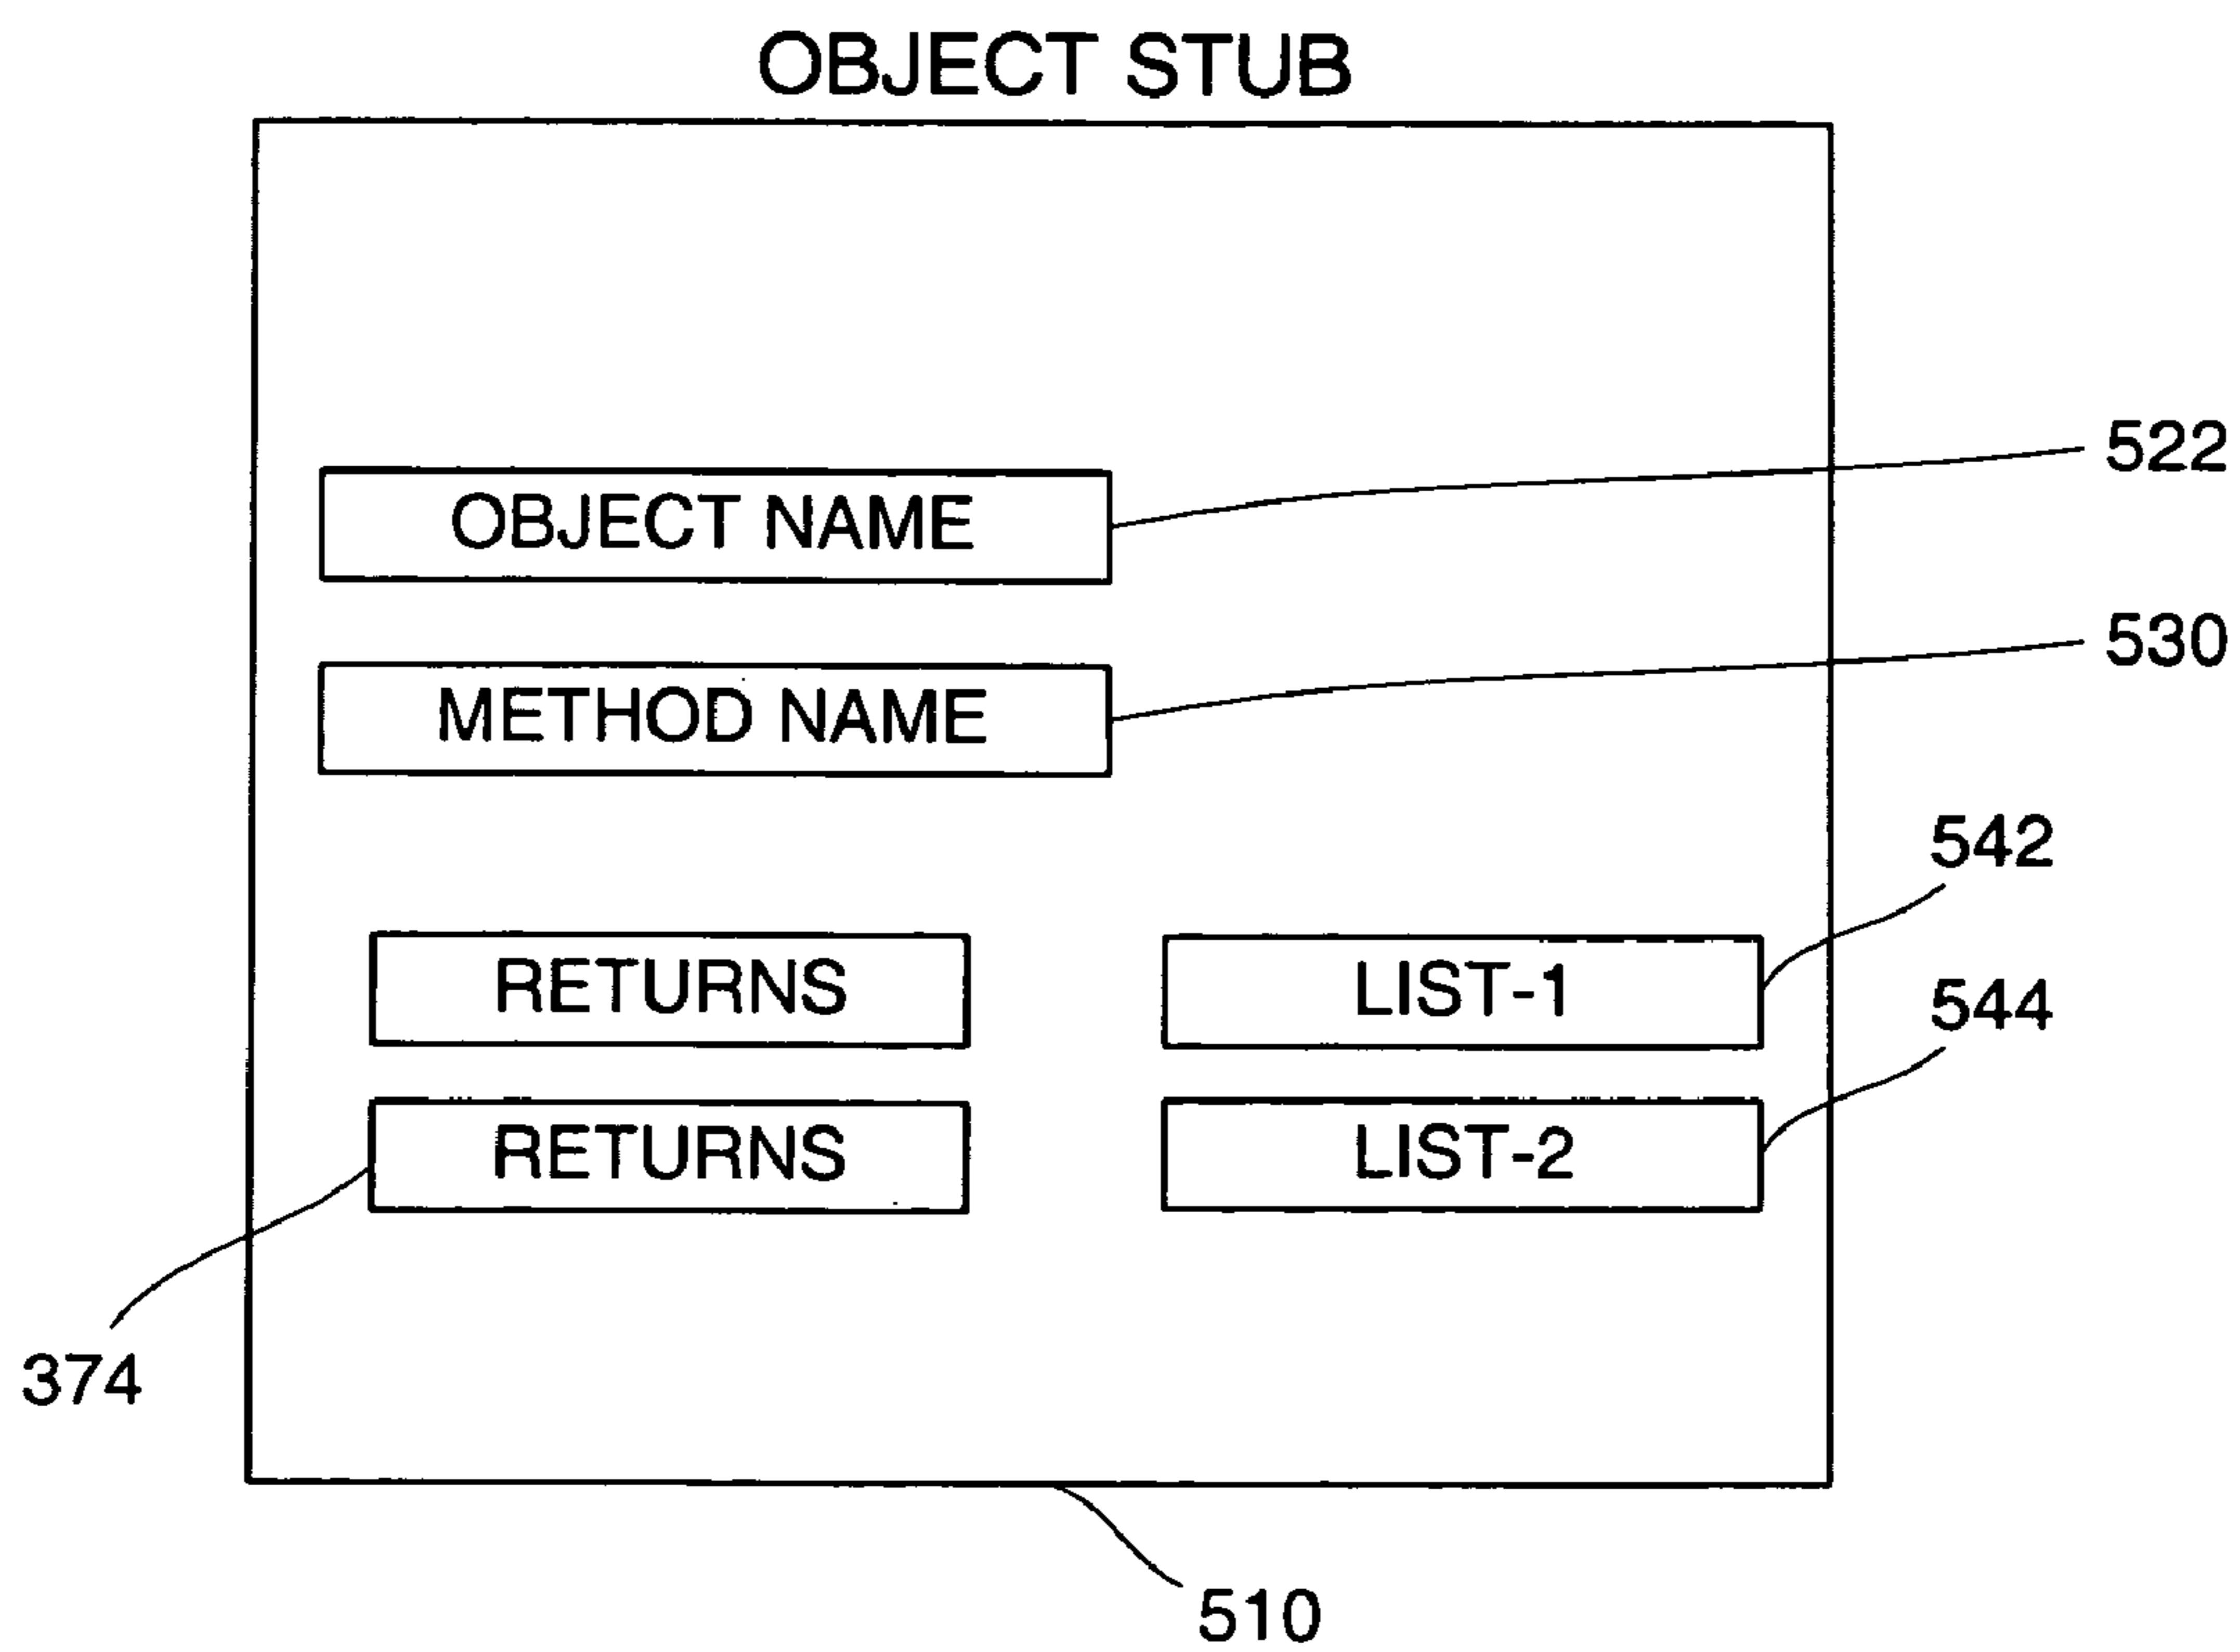 OBJECT STUB
522
OBJECT NAME
530
METHOD NAME
542
RETURNS
LIST-1
544
RETURNS
LIST-2
374
510